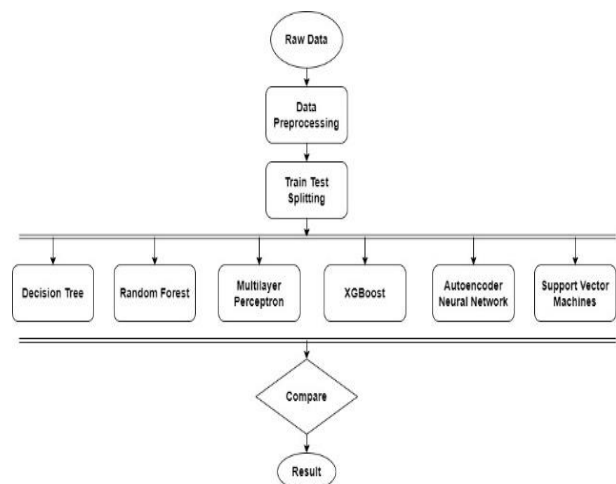 Raw Data
Data
Preprocessing
Train Test
Splitting
Decision Tree
Random Forest
Multilayer
Perceptron
XGBoost
Autoencoder
Neural Network
Support Vector
Machines
Compare
Result